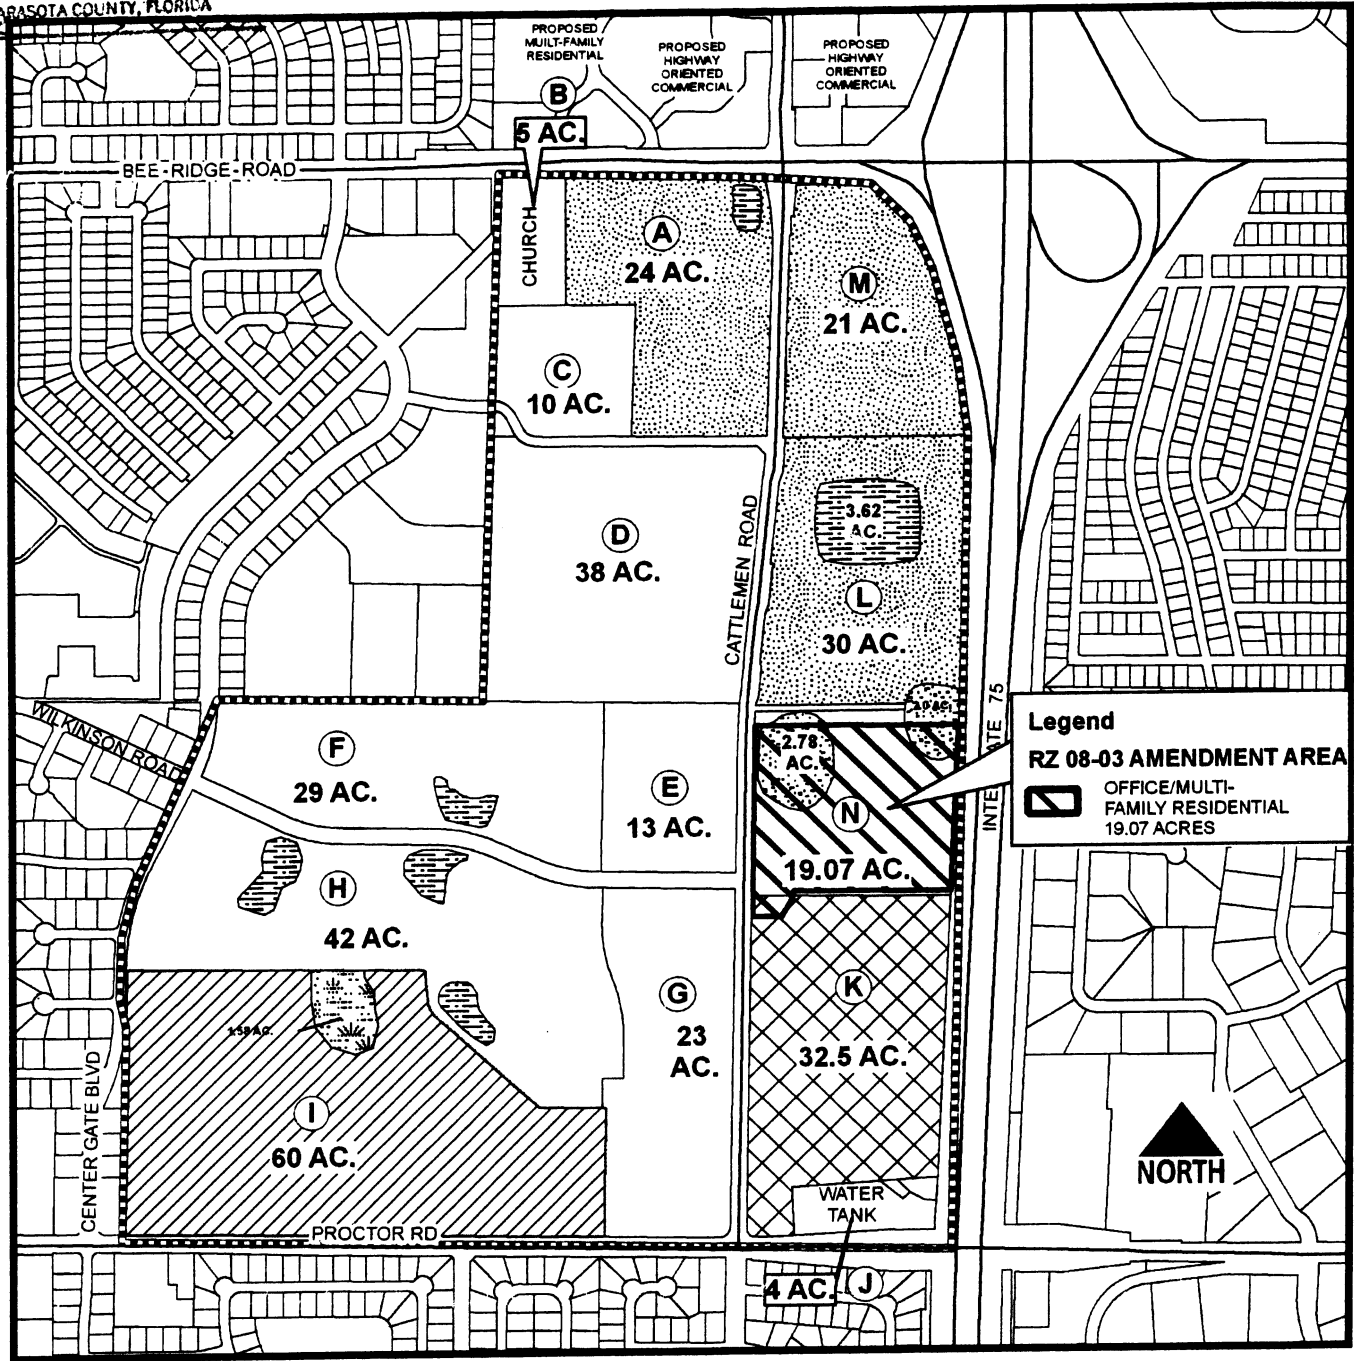 ARASOTA COUNTY, FLORIDA
PROPOSED
MUILT-FAMILY
RESIDENTIAL
PROPOSED
HIGHWAY
ORIENTED
COMMERCIAL
PROPOSED
HIGHWAY
ORIENTED
COMMERCIAL
B
5 AC.
BEE-RIDGE-ROAD
CHURCH
A
24 AC.
M
21 AC.
C
10 AC.
3.62
AC.
D
38 AC.
CATTLEMEN ROAD
L
30 AC.
INTE
ATE 75
WILKINSON ROAD
F
29 AC.
E
13 AC.
2.78
AC.
N
19.07 AC.
Legend
RZ 08-03 AMENDMENT AREA
OFFICE/MULTI-
FAMILY RESIDENTIAL
19.07 ACRES
H
42 AC.
G
23
AC.
K
32.5 AC.
I
60 AC.
CENTER GATE BLVD
NORTH
WATER
TANK
PROCTOR RD
4 AC.
J